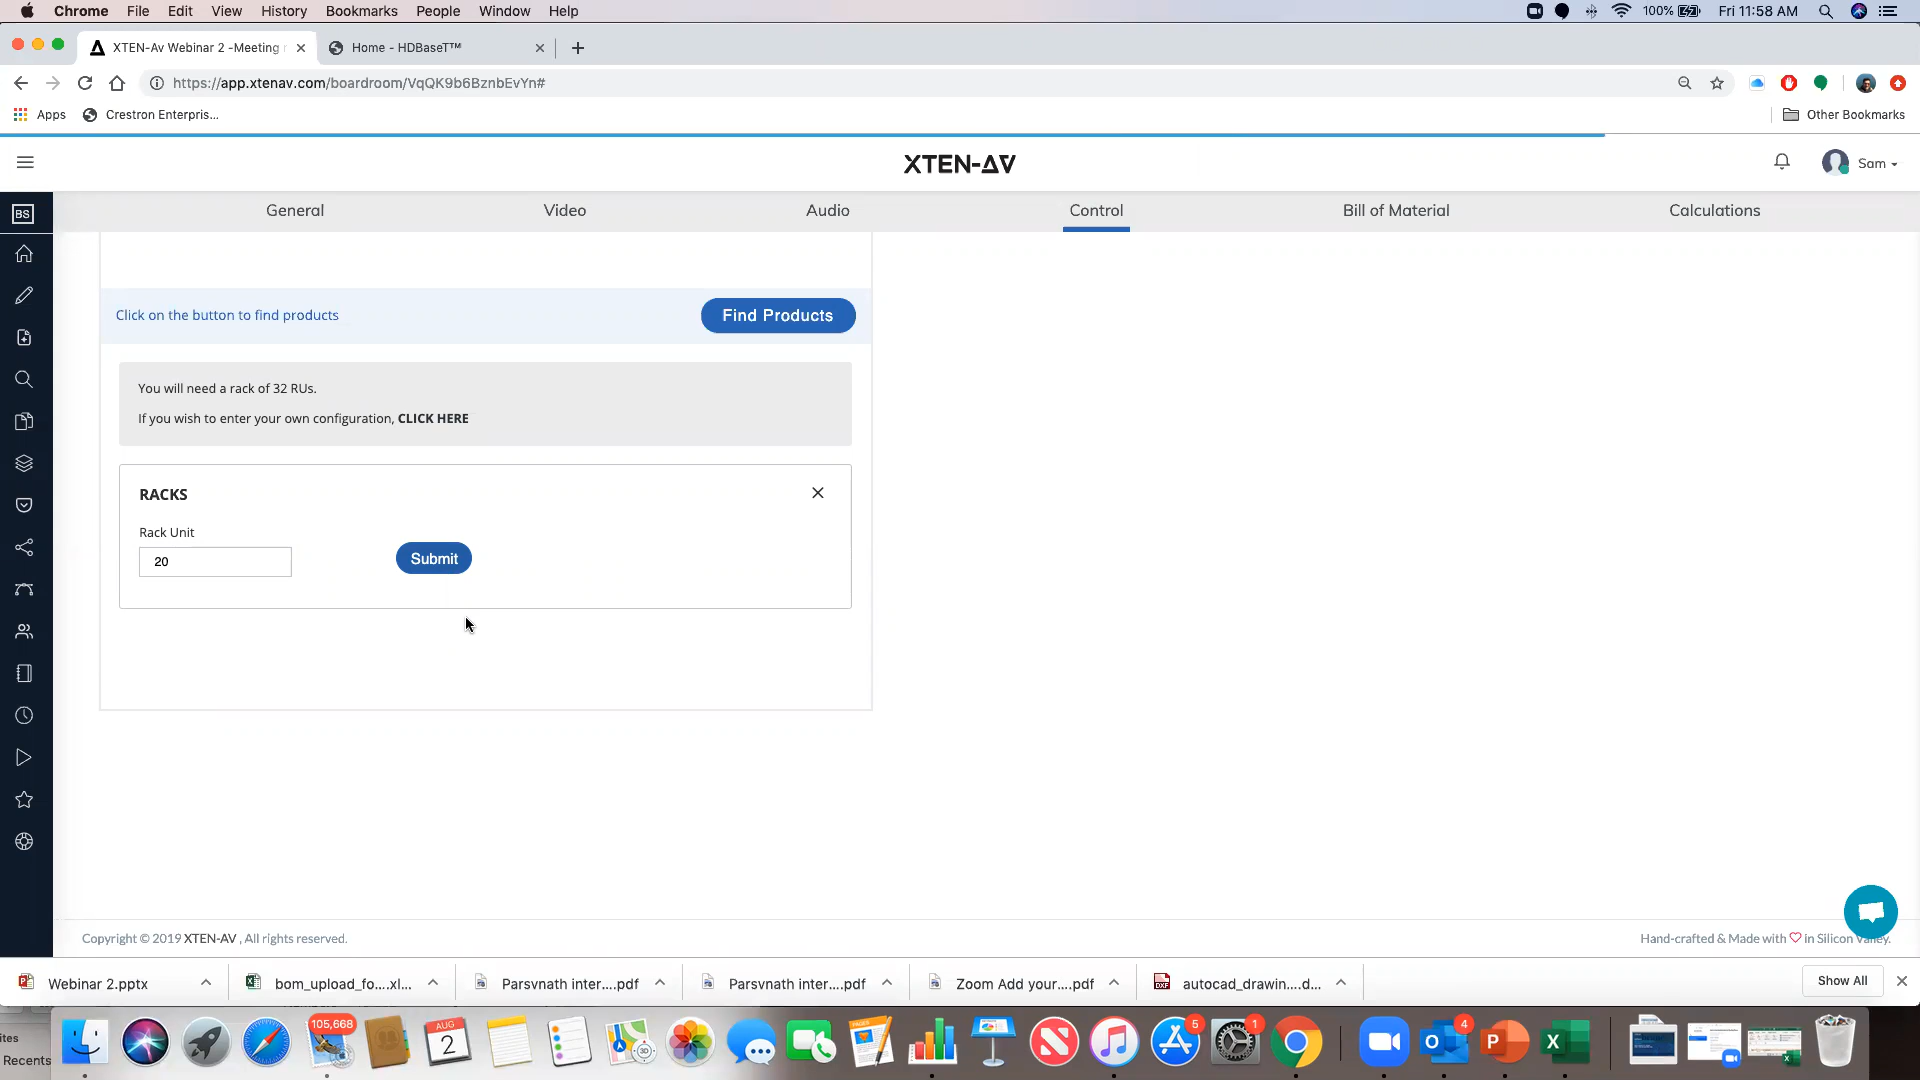 Chrome File Edit View History Bookmarks People Window Help 100% Fri 11:58 AM
XTEN-Av Webinar 2 -Meeting Home - HDBaseT™
https://app.xtenav.com/boardroom/VqQK9b6BznbEvYn#
Apps Crestron Enterpris... Other Bookmarks
XTEN-AV Sam
BS General Video Audio Control Bill of Material Calculations
Click on the button to find products Find Products
You will need a rack of 32 RUs.
If you wish to enter your own configuration, CLICK HERE
RACKS
Rack Unit
20 Submit
Copyright © 2019 XTEN-AV , All rights reserved. Hand-crafted & Made with ♡ in Silicon Valley.
Webinar 2.pptx bom_upload_fo....xl... Parsvnath inter....pdf Parsvnath inter....pdf Zoom Add your....pdf DXF autocad_drawin....d... Show All
105,668 AUG 2 5 1 4
ites
Recents